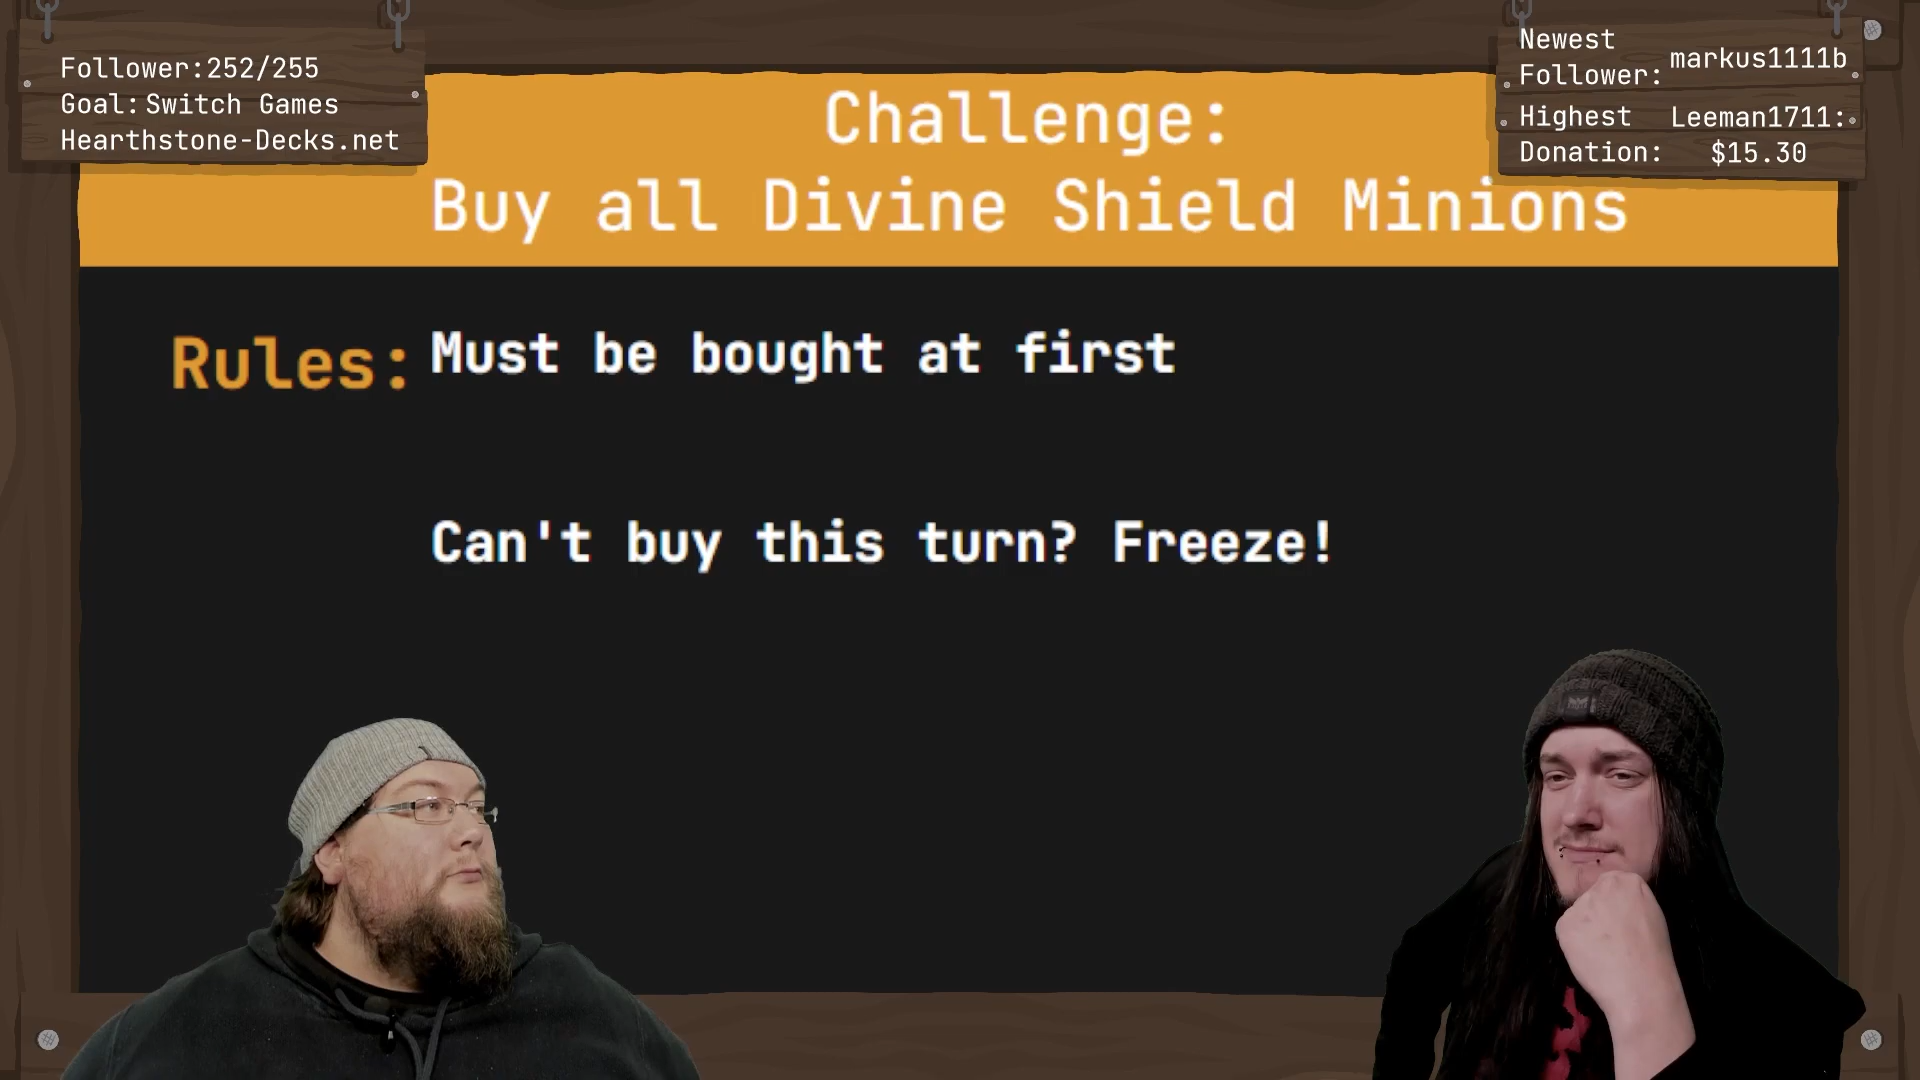 Follower:252/255
Goal: Switch Games
Hearthstone-Decks.net
Newest Follower: markus1111b
Highest Donation: Leeman1711: $15.30
Challenge:
Buy all Divine Shield Minions
Rules: Must be bought at first
Can't buy this turn? Freeze!